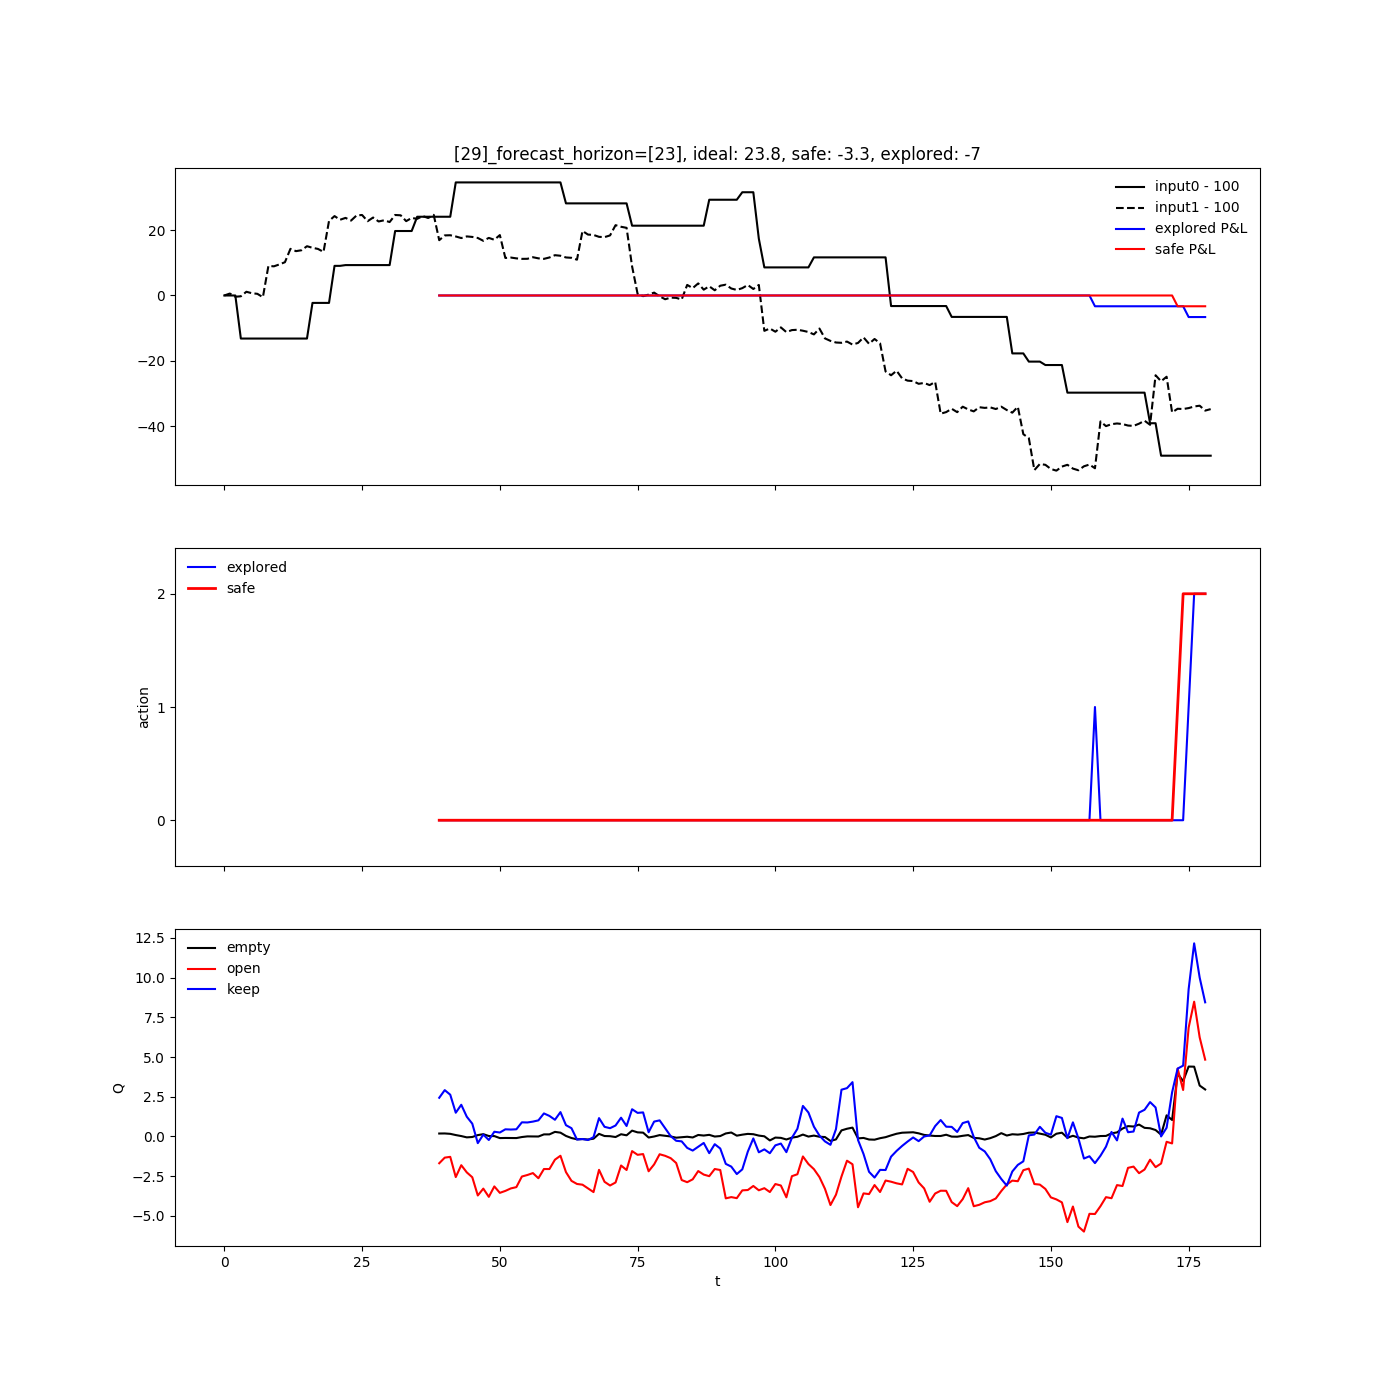 [29]_forecast_horizon=[23], ideal: 23.8, safe: -3.3, explored: -7
input0 - 100
input1 - 100
explored P&L
safe P&L
20
0
−20
−40
explored
safe
2
1
0
action
empty
open
keep
12.5
10.0
7.5
5.0
2.5
0.0
−2.5
−5.0
Q
0 25 50 75 100 125 150 175
t